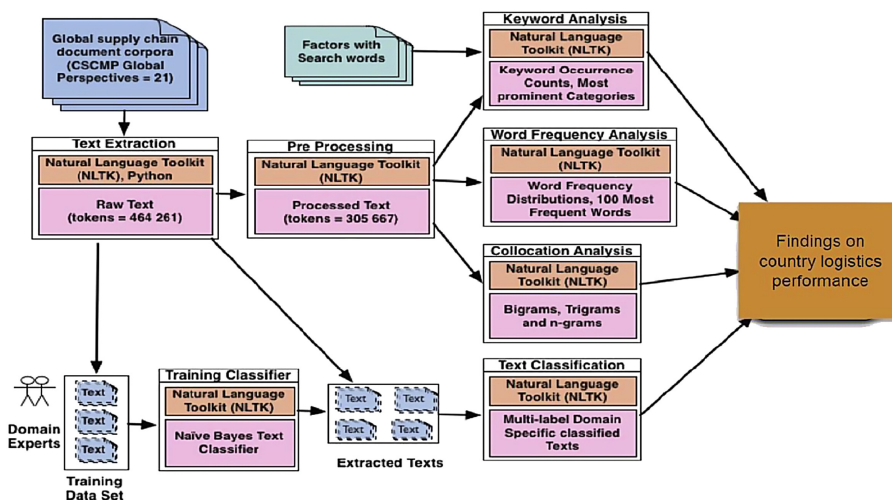 Global supply chain
document corpora
(CSCMP Global
Perspectives = 21)
Factors with
Search words
Keyword Analysis
Natural Language
Toolkit (NLTK)
Keyword Occurrence
Counts, Most
prominent Categories
Text Extraction
Natural Language Toolkit
(NLTK), Python
Raw Text
(tokens = 464 261)
Pre Processing
Natural Language Toolkit
(NLTK)
Processed Text
(tokens = 305 667)
Word Frequency Analysis
Natural Language Toolkit
(NLTK)
Word Frequency
Distributions, 100 Most
Frequent Words
Collocation Analysis
Natural Language
Toolkit (NLTK)
Bigrams, Trigrams
and n-grams
Findings on
country logistics
performance
Domain
Experts
Text
Text
Text
Training
Data Set
Training Classifier
Natural Language
Toolkit (NLTK)
Naïve Bayes Text
Classifier
Text
Text
Text
Text
Extracted Texts
Text Classification
Natural Language
Toolkit (NLTK)
Multi-label Domain
Specific classified
Texts